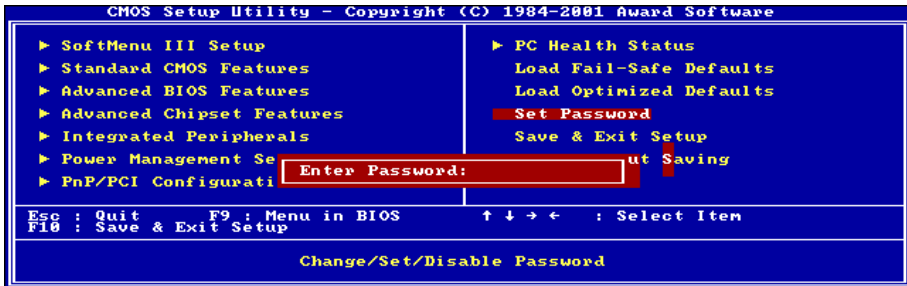 CMOS Setup Utility - Copyright (C) 1984-2001 Award Software
► SoftMenu III Setup
► Standard CMOS Features
► Advanced BIOS Features
► Advanced Chipset Features
► Integrated Peripherals
► Power Management Se
► PnP/PCI Configurati
► PC Health Status
Load Fail-Safe Defaults
Load Optimized Defaults
Set Password
Save & Exit Setup
ut Saving
Enter Password:
Esc : Quit F9 : Menu in BIOS ↑ ↓ → ← : Select Item
F10 : Save & Exit Setup
Change/Set/Disable Password